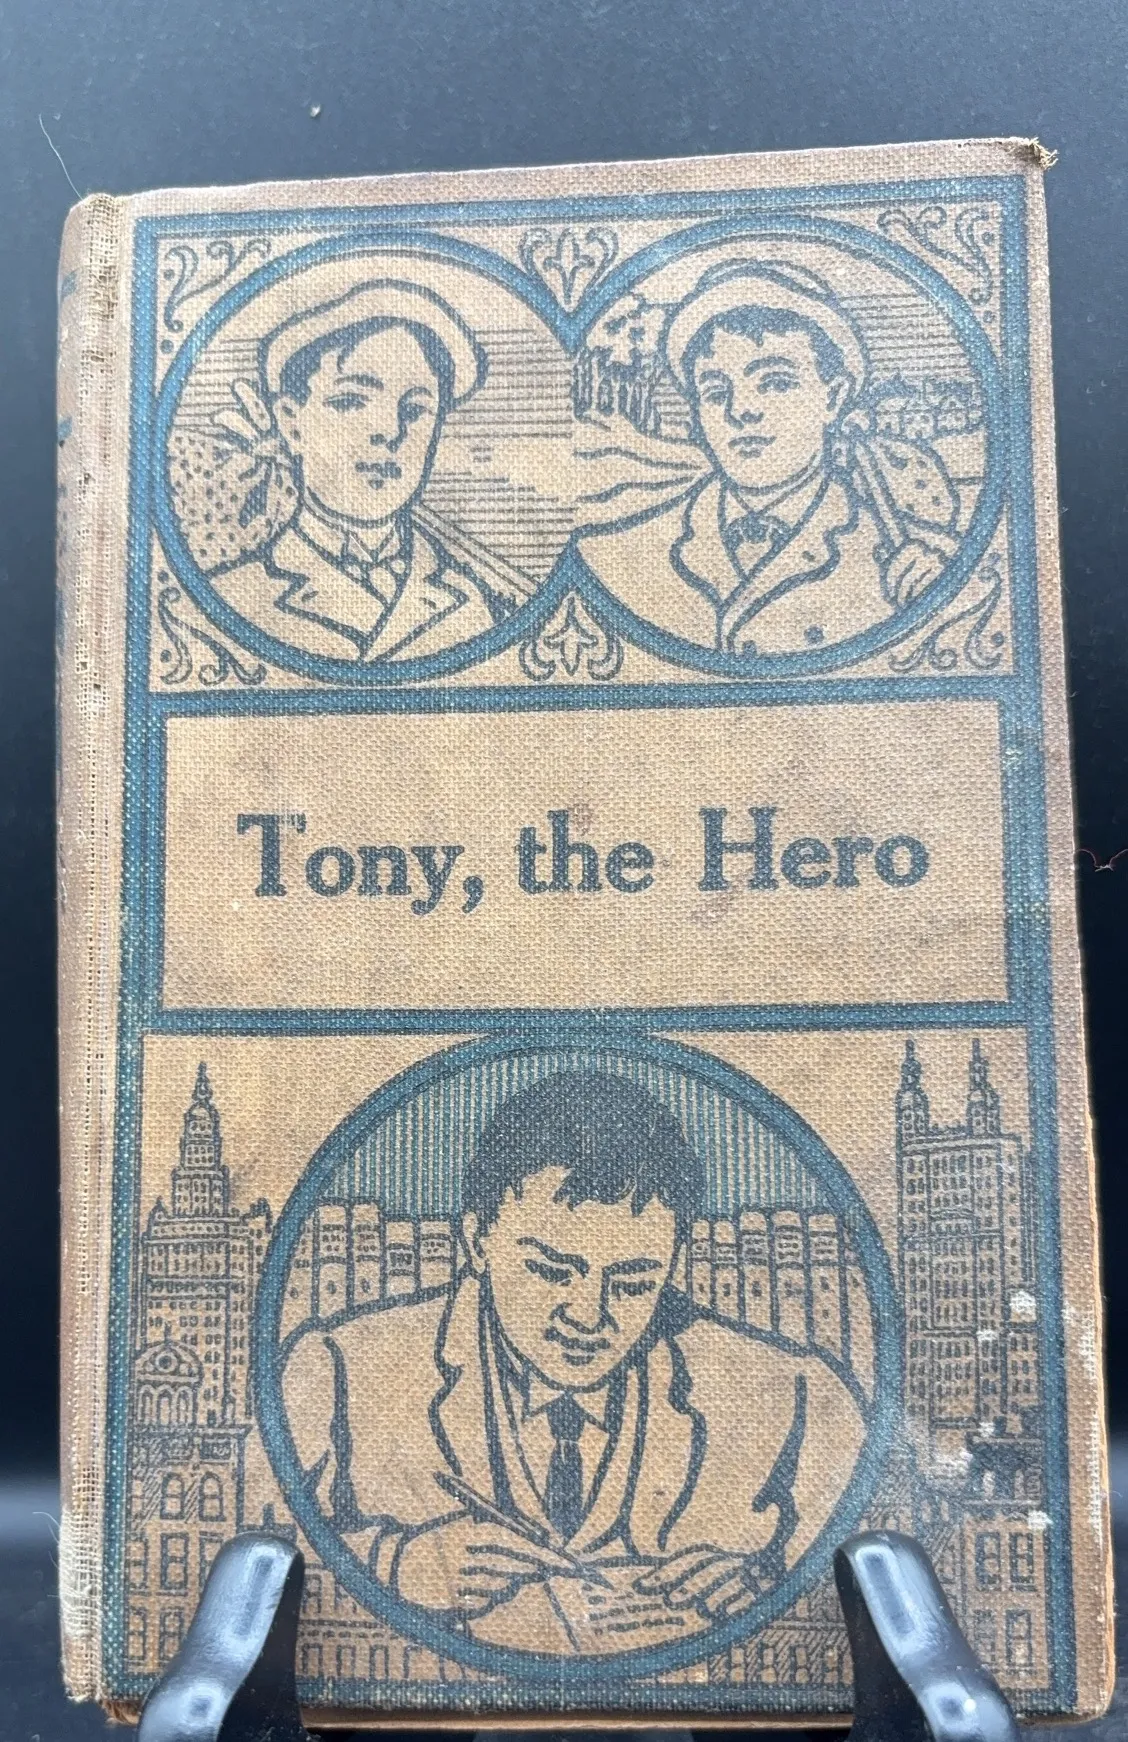 Tony, the Hero